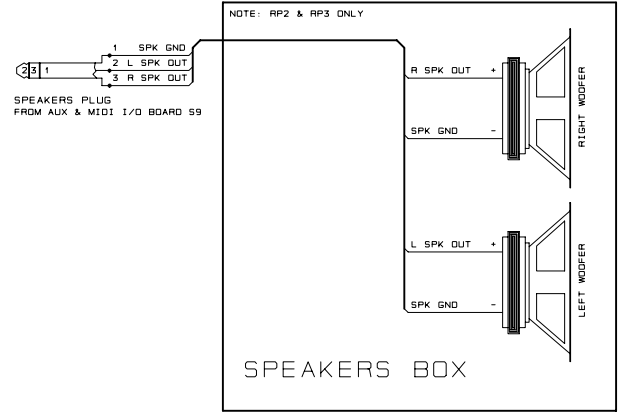 NOTE: RP2 & RP3 ONLY
1 SPK GND
2 L SPK OUT
3 R SPK OUT
2 3 1
SPEAKERS PLUG
FROM AUX & MIDI I/O BOARD S9
R SPK OUT +
SPK GND -
RIGHT WOOFER
L SPK OUT +
SPK GND -
LEFT WOOFER
SPEAKERS BOX